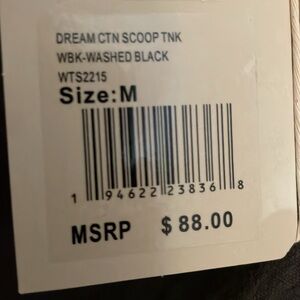 DREAM CTN SCOOP TNK
WBK-WASHED BLACK
WTS2215
Size:M
1 94622 23836 8
MSRP $88.00